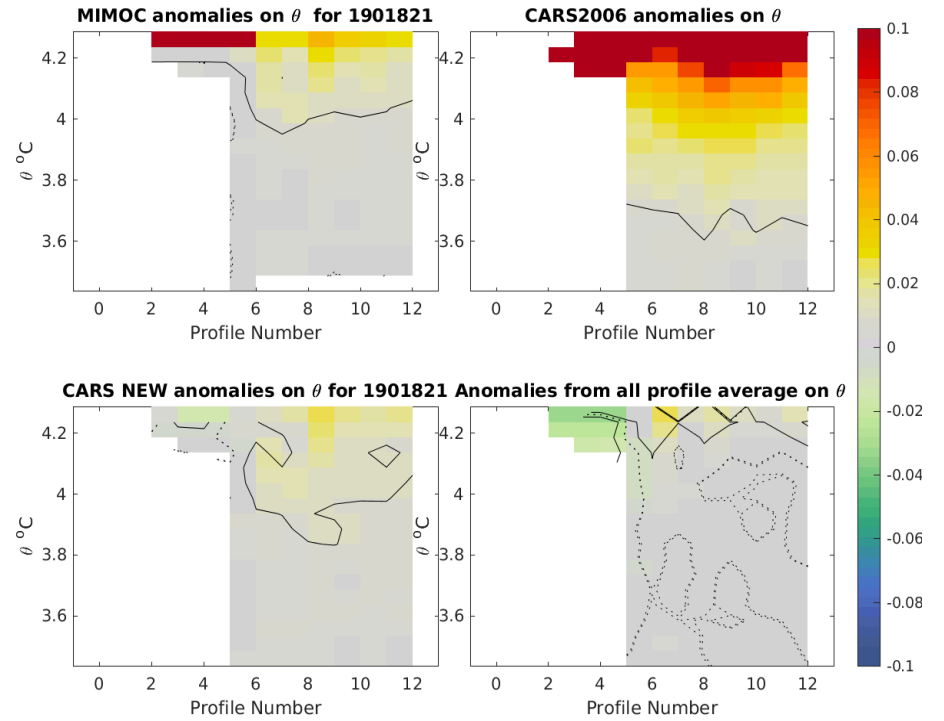 MIMOC anomalies on θ for 1901821
CARS2006 anomalies on θ
4.2
4
3.8
3.6
θ °C
0 2 4 6 8 10 12
Profile Number
4.2
4
3.8
3.6
θ °C
0 2 4 6 8 10 12
Profile Number
CARS NEW anomalies on θ for 1901821
Anomalies from all profile average on θ
4.2
4
3.8
3.6
θ °C
0 2 4 6 8 10 12
Profile Number
4.2
4
3.8
3.6
θ °C
0 2 4 6 8 10 12
Profile Number
0.1
0.08
0.06
0.04
0.02
0
-0.02
-0.04
-0.06
-0.08
-0.1